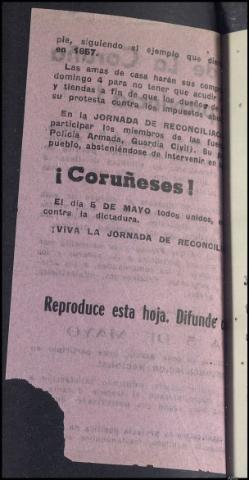 ple, siguiendo el ejemplo que
en 1957.
Las amas de casa harán sus
domingo 4 para no tener que acudir
y tiendas a fin de que los dueños de
su protesta contra los impuestos
En la JORNADA DE
participar los miembros de las
Policía Armada, Guardia Civil). Su
pueblo, absteniéndose de intervenir en
¡ Coruñeses !
El día 5 DE MAYO todos unidos,
contra la dictadura.
¡VIVA LA JORNADA DE
Reproduce esta hoja. Difunde